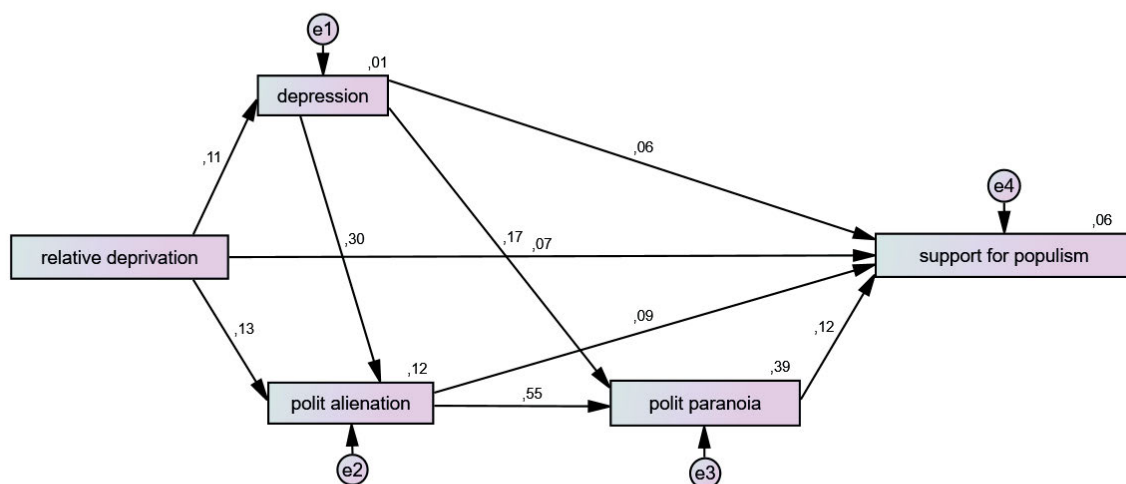 e1
,01
depression
,11
,06
e4
,06
,30
,17
,07
relative deprivation
support for populism
,13
,09
,12
,12
,39
polit alienation
,55
polit paranoia
e2
e3